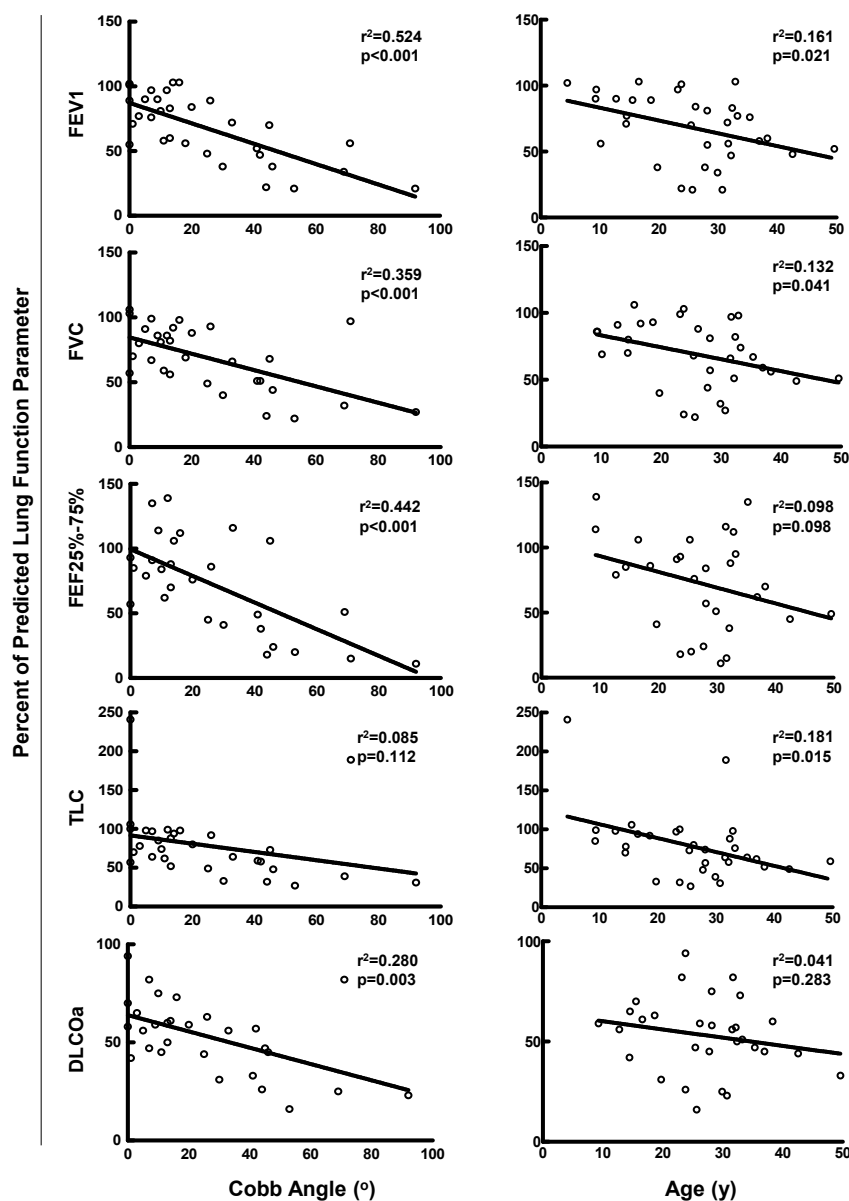 Percent of Predicted Lung Function Parameter
FEV1
150
100
50
0
0 20 40 60 80 100
r²=0.524
p<0.001
150
100
50
0
0 10 20 30 40 50
r²=0.161
p=0.021
FVC
150
100
50
0
0 20 40 60 80 100
r²=0.359
p<0.001
150
100
50
0
0 10 20 30 40 50
r²=0.132
p=0.041
FEF25%-75%
150
100
50
0
0 20 40 60 80 100
r²=0.442
p<0.001
150
100
50
0
0 10 20 30 40 50
r²=0.098
p=0.098
TLC
250
200
150
100
50
0
0 20 40 60 80 100
r²=0.085
p=0.112
250
200
150
100
50
0
0 10 20 30 40 50
r²=0.181
p=0.015
DLCOa
100
50
0
0 20 40 60 80 100
r²=0.280
p=0.003
100
50
0
0 10 20 30 40 50
r²=0.041
p=0.283
Cobb Angle (º)
Age (y)